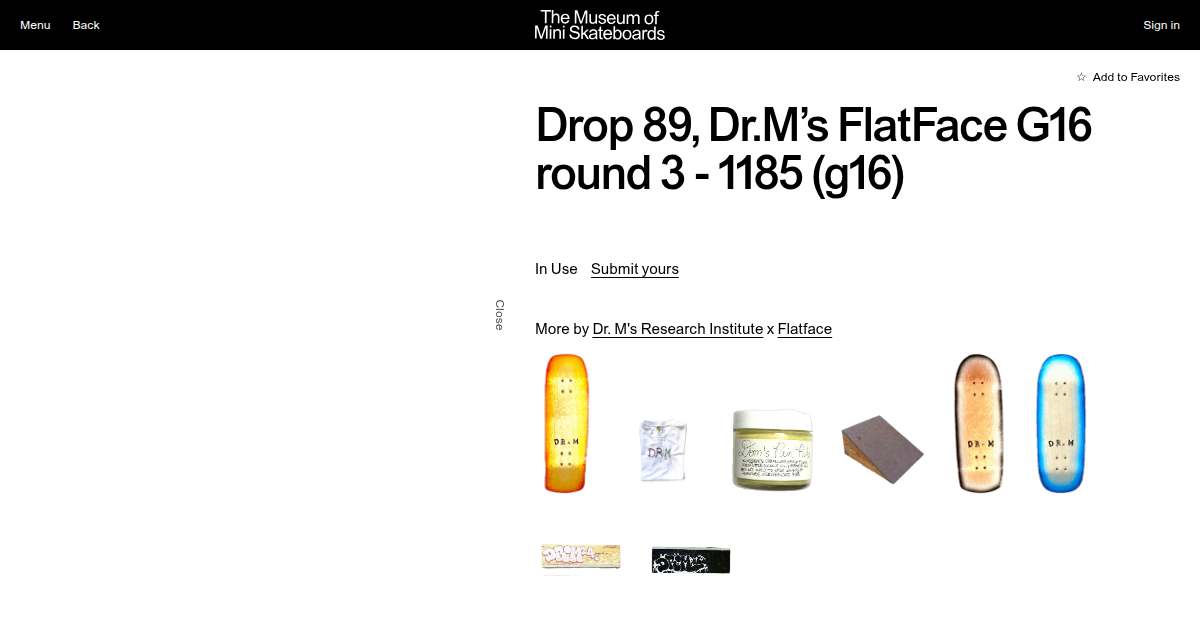 Menu
Back
The Museum of
Mini Skateboards
Sign in
☆ Add to Favorites
Drop 89, Dr.M’s FlatFace G16
round 3 - 1185 (g16)
In Use
Submit yours
Close
More by Dr. M's Research Institute x Flatface
DR.M
DR.M
DR.M
DR.M